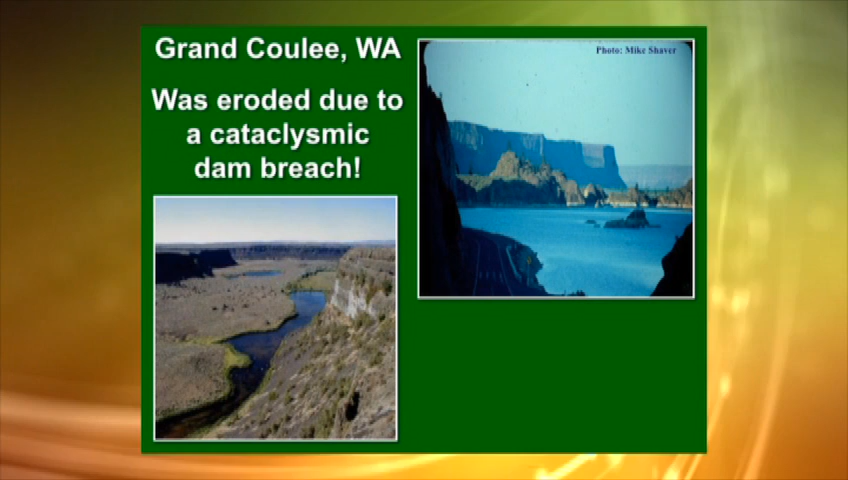 Grand Coulee, WA
Was eroded due to
a cataclysmic
dam breach!
Photo: Mike Shaver